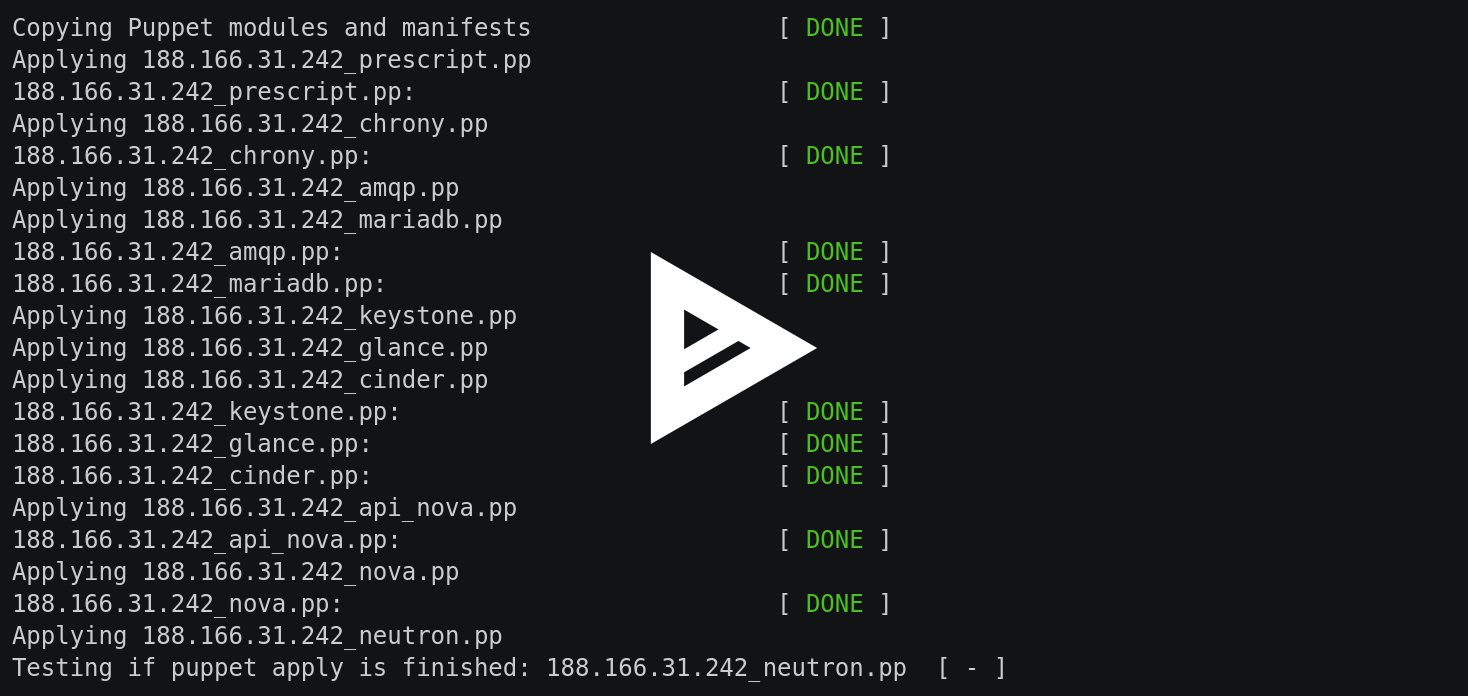 Copying Puppet modules and manifests [ DONE ]
Applying 188.166.31.242_prescript.pp
188.166.31.242_prescript.pp: [ DONE ]
Applying 188.166.31.242_chrony.pp
188.166.31.242_chrony.pp: [ DONE ]
Applying 188.166.31.242_amqp.pp
Applying 188.166.31.242_mariadb.pp
188.166.31.242_amqp.pp: [ DONE ]
188.166.31.242_mariadb.pp: [ DONE ]
Applying 188.166.31.242_keystone.pp
Applying 188.166.31.242_glance.pp
Applying 188.166.31.242_cinder.pp
188.166.31.242_keystone.pp: [ DONE ]
188.166.31.242_glance.pp: [ DONE ]
188.166.31.242_cinder.pp: [ DONE ]
Applying 188.166.31.242_api_nova.pp
188.166.31.242_api_nova.pp: [ DONE ]
Applying 188.166.31.242_nova.pp
188.166.31.242_nova.pp: [ DONE ]
Applying 188.166.31.242_neutron.pp
Testing if puppet apply is finished: 188.166.31.242_neutron.pp [ - ]